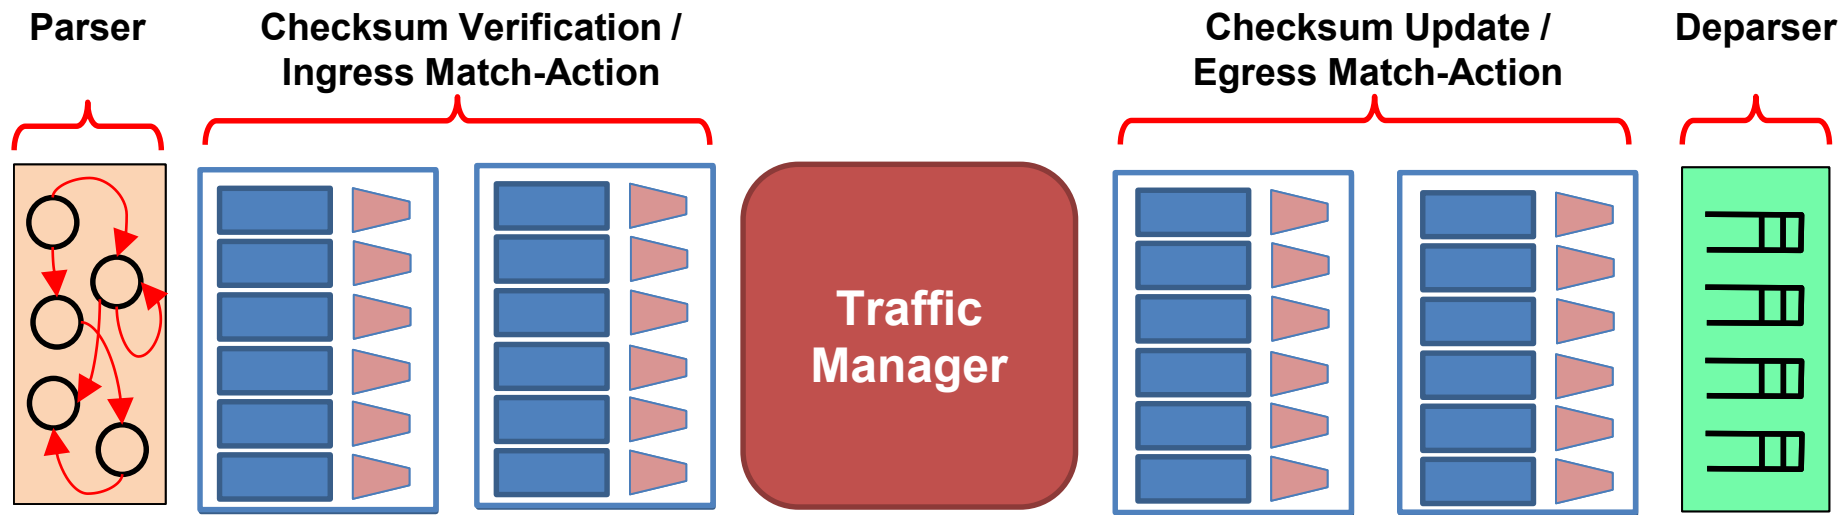 Parser
Checksum Verification /
Ingress Match-Action
Checksum Update /
Egress Match-Action
Deparser
Traffic
Manager